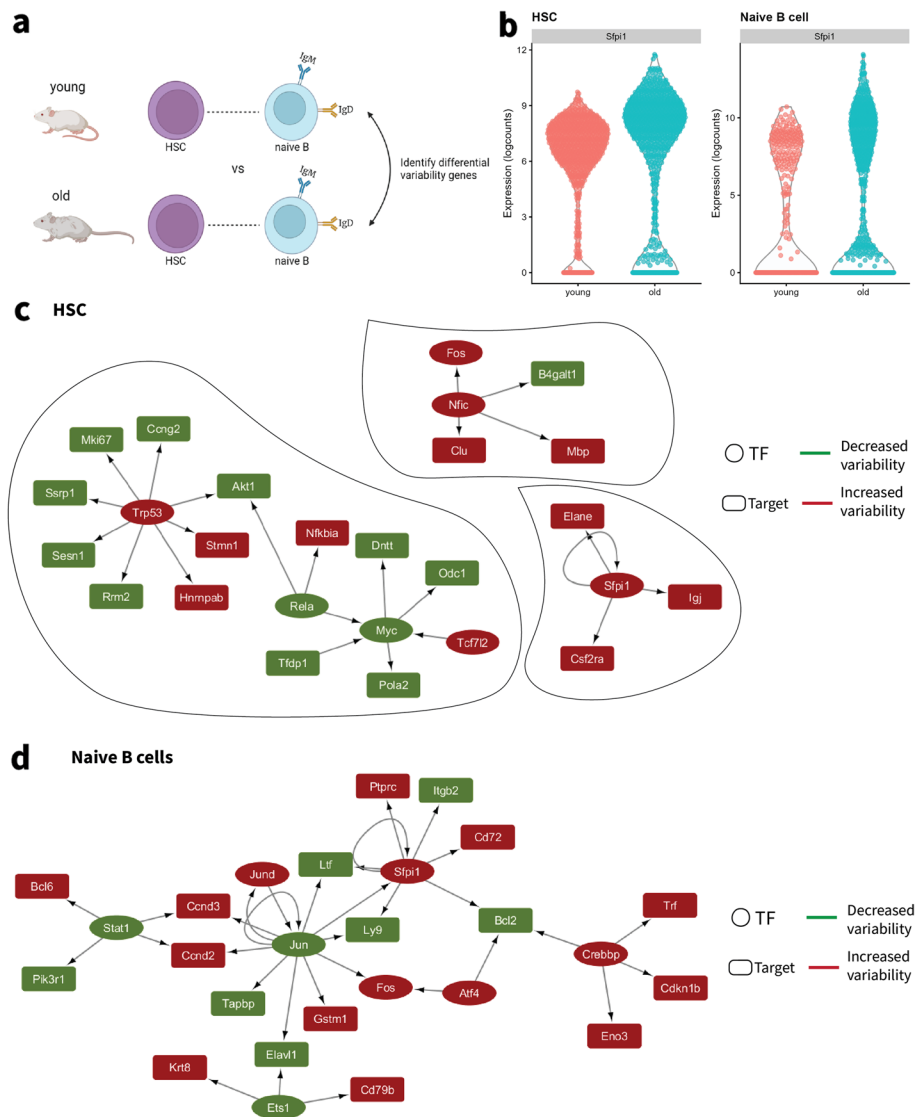 a
young
IgM
IgD
HSC
naive B
vs
old
IgM
IgD
HSC
naive B
Identify differential
variability genes
b
HSC
Sfpi1
Expression (logcounts)
12
9
6
3
0
young
old
Naive B cell
Sfpi1
Expression (logcounts)
10
5
0
young
old
c
HSC
Fos
Nfic
B4galt1
Clu
Mbp
Mki67
Ccng2
Ssrp1
Akt1
Trp53
Sesn1
Stmn1
Rrm2
Hnrnpab
Nfkbia
Dntt
Odc1
Rela
Myc
Tfdp1
Tcf7l2
Pola2
Elane
Sfpi1
Igj
Csf2ra
TF
Decreased
variability
Target
Increased
variability
d
Naive B cells
Ptprc
Itgb2
Cd72
Ltf
Sfpi1
Jund
Bcl6
Ccnd3
Stat1
Ccnd2
Jun
Ly9
Bcl2
Trf
Crebbp
Pik3r1
Tapbp
Fos
Atf4
Cdkn1b
Gstm1
Eno3
Elavl1
Krt8
Cd79b
Ets1
TF
Decreased
variability
Target
Increased
variability